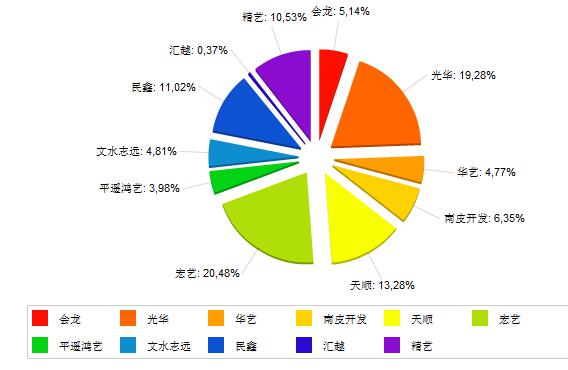 精艺: 10,53%
会龙: 5,14%
汇越: 0,37%
光华: 19,28%
民鑫: 11,02%
文水志远: 4,81%
华艺: 4,77%
平遥鸿艺: 3,98%
南皮开发: 6,35%
宏艺: 20,48%
天顺: 13,28%
会龙 光华 华艺 南皮开发 天顺 宏艺
平遥鸿艺 文水志远 民鑫 汇越 精艺